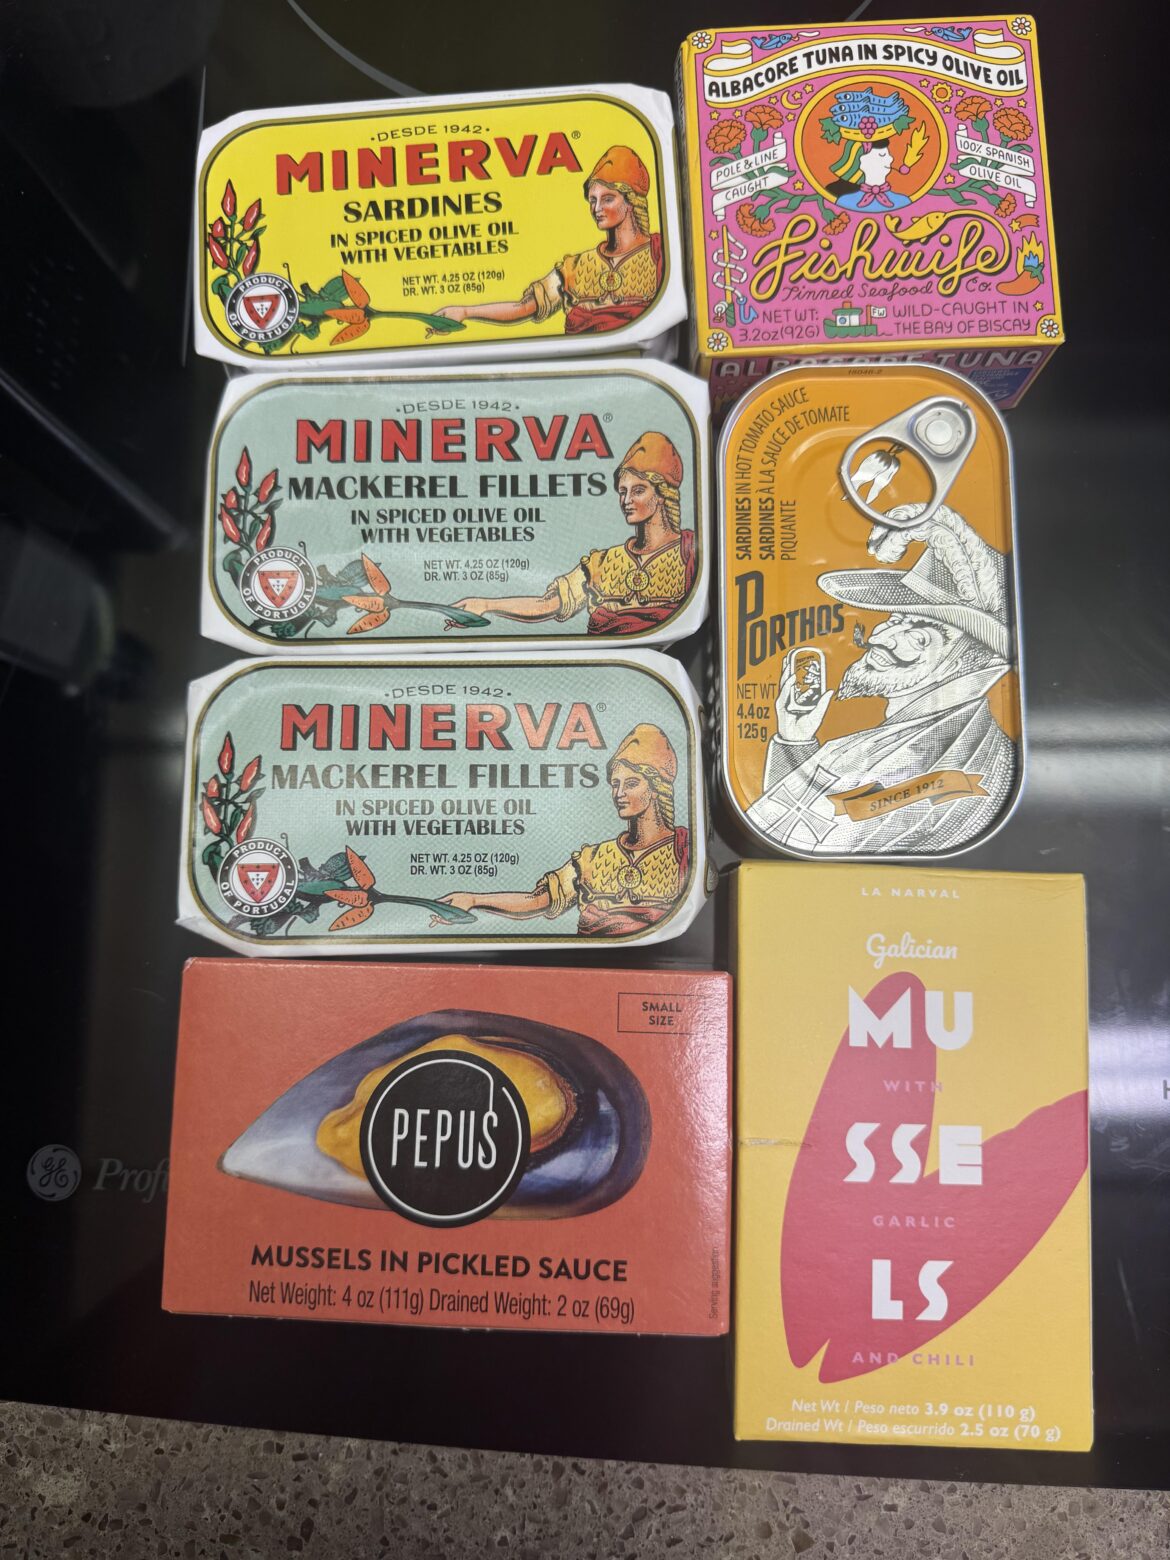 ·DESDE 1942·
MINERVA®
SARDINES
IN SPICED OLIVE OIL
WITH VEGETABLES
NET WT. 4.25 OZ (120g)
DR. WT. 3 OZ (85g)
PRODUCT
OF PORTUGAL
ALBACORE TUNA IN SPICY OLIVE OIL
POLE & LINE
CAUGHT
100% SPANISH
OLIVE OIL
Fishwife
Tinned Seafood Co.
NET WT:
3.2oz(92G)
FW
WILD-CAUGHT IN
THE BAY OF BISCAY
ALBACORE TUNA
·DESDE 1942·
MINERVA®
MACKEREL FILLETS
IN SPICED OLIVE OIL
WITH VEGETABLES
NET WT. 4.25 OZ (120g)
DR. WT. 3 OZ (85g)
PRODUCT
OF PORTUGAL
SARDINES IN HOT TOMATO SAUCE
SARDINES À LA SAUCE DE TOMATE
PIQUANTE
PORTHOS
NET WT
4.4oz
125g
SINCE 1912
·DESDE 1942·
MINERVA®
MACKEREL FILLETS
IN SPICED OLIVE OIL
WITH VEGETABLES
NET WT. 4.25 OZ (120g)
DR. WT. 3 OZ (85g)
PRODUCT
OF PORTUGAL
SMALL
SIZE
PEPUS
MUSSELS IN PICKLED SAUCE
Net Weight: 4 oz (111g) Drained Weight: 2 oz (69g)
Serving suggestion
LA NARVAL
Galician
MU
WITH
SSE
GARLIC
LS
AND CHILI
Net Wt / Peso neto 3.9 oz (110 g)
Drained Wt / Peso escurrido 2.5 oz (70 g)
GE
Profi